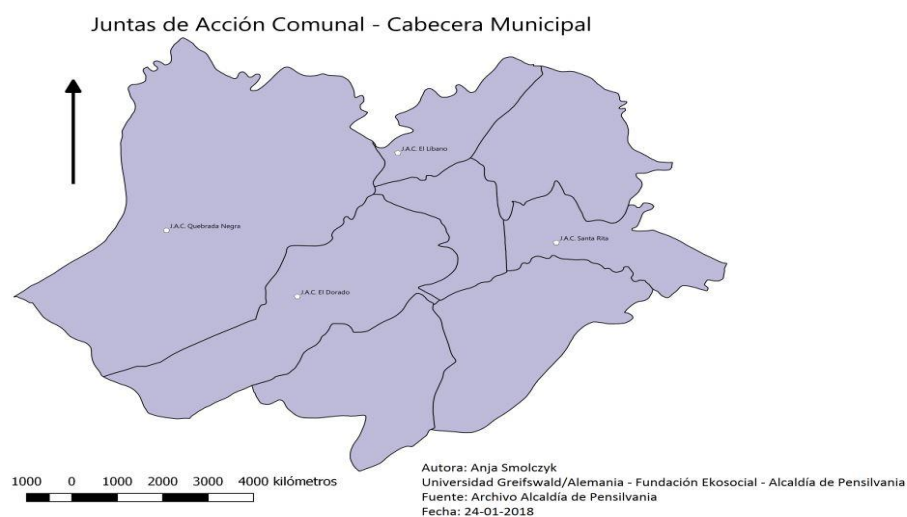 Juntas de Acción Comunal - Cabecera Municipal
J.A.C. El Líbano
J.A.C. Quebrada Negra
J.A.C. Santa Rita
J.A.C. El Dorado
1000 0 1000 2000 3000 4000 kilómetros
Autora: Anja Smolczyk
Universidad Greifswald/Alemania - Fundación Ekosocial - Alcaldía de Pensilvania
Fuente: Archivo Alcaldía de Pensilvania
Fecha: 24-01-2018